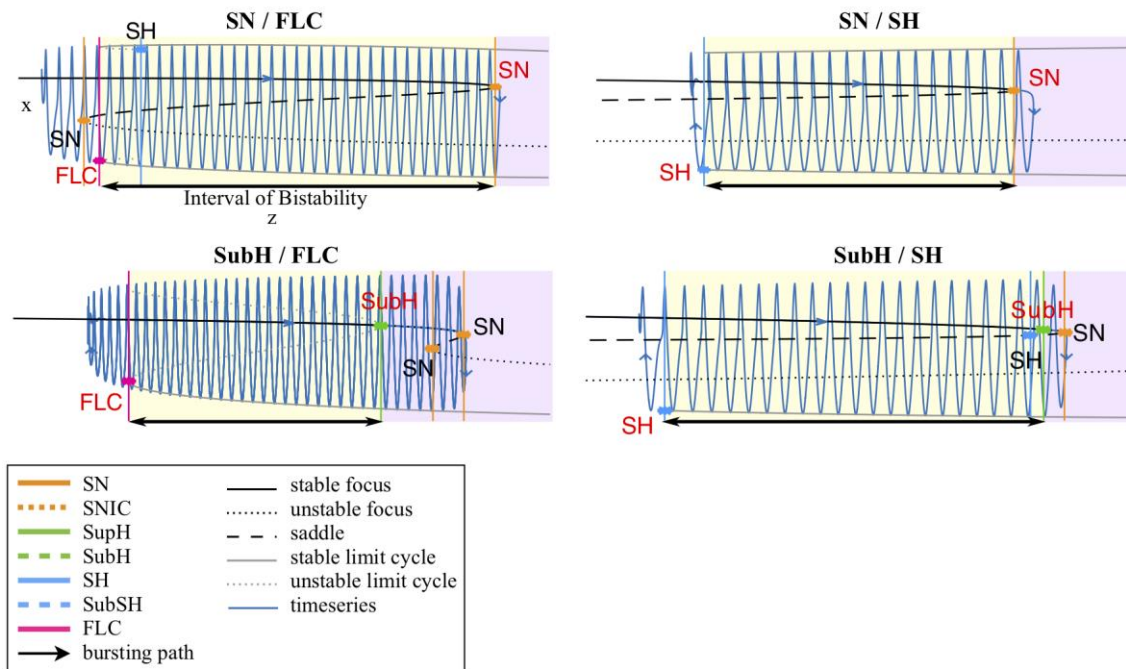 SN / FLC
SH
SN
x
SN
FLC
Interval of Bistability
z
SN / SH
SN
SH
SubH / FLC
SubH
SN
SN
FLC
SubH / SH
SubH
SN
SH
SH
SN
SNIC
SupH
SubH
SH
SubSH
FLC
bursting path
stable focus
unstable focus
saddle
stable limit cycle
unstable limit cycle
timeseries